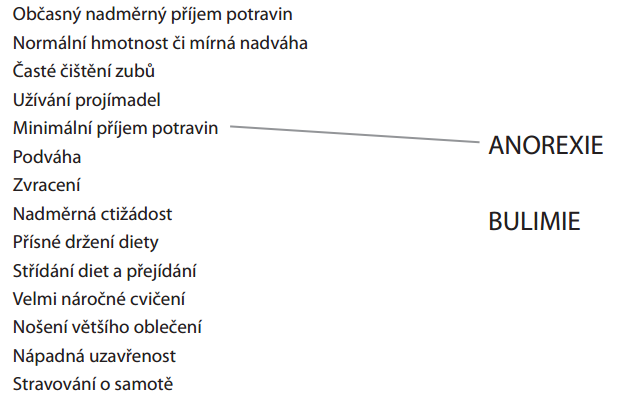 Občasný nadměrný příjem potravin
Normální hmotnost či mírná nadváha
Časté čištění zubů
Užívání projímadel
Minimální příjem potravin
ANOREXIE
Podváha
Zvracení
Nadměrná ctižádost
BULIMIE
Přísné držení diety
Střídání diet a přejídání
Velmi náročné cvičení
Nošení většího oblečení
Nápadná uzavřenost
Stravování o samotě